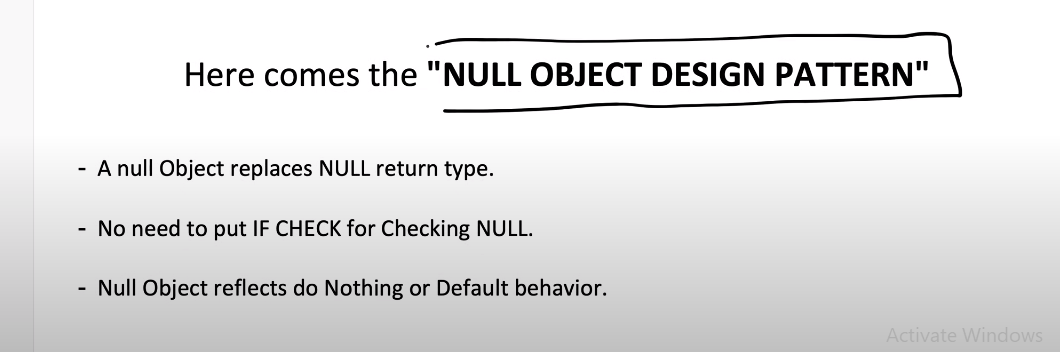 Here comes the "NULL OBJECT DESIGN PATTERN"
- A null Object replaces NULL return type.
- No need to put IF CHECK for Checking NULL.
- Null Object reflects do Nothing or Default behavior.
Activate Windows